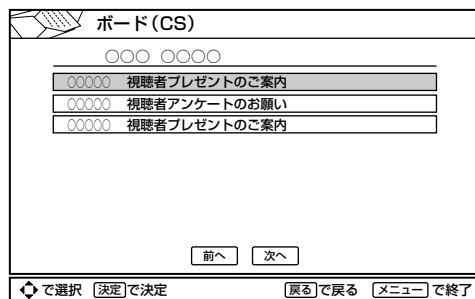 ボード(CS)
○○○ ○○○○
○○○○○ 視聴者プレゼントのご案内
○○○○○ 視聴者アンケートのお願い
○○○○○ 視聴者プレゼントのご案内
前へ 次へ
で選択 決定で決定 戻るで戻る メニューで終了